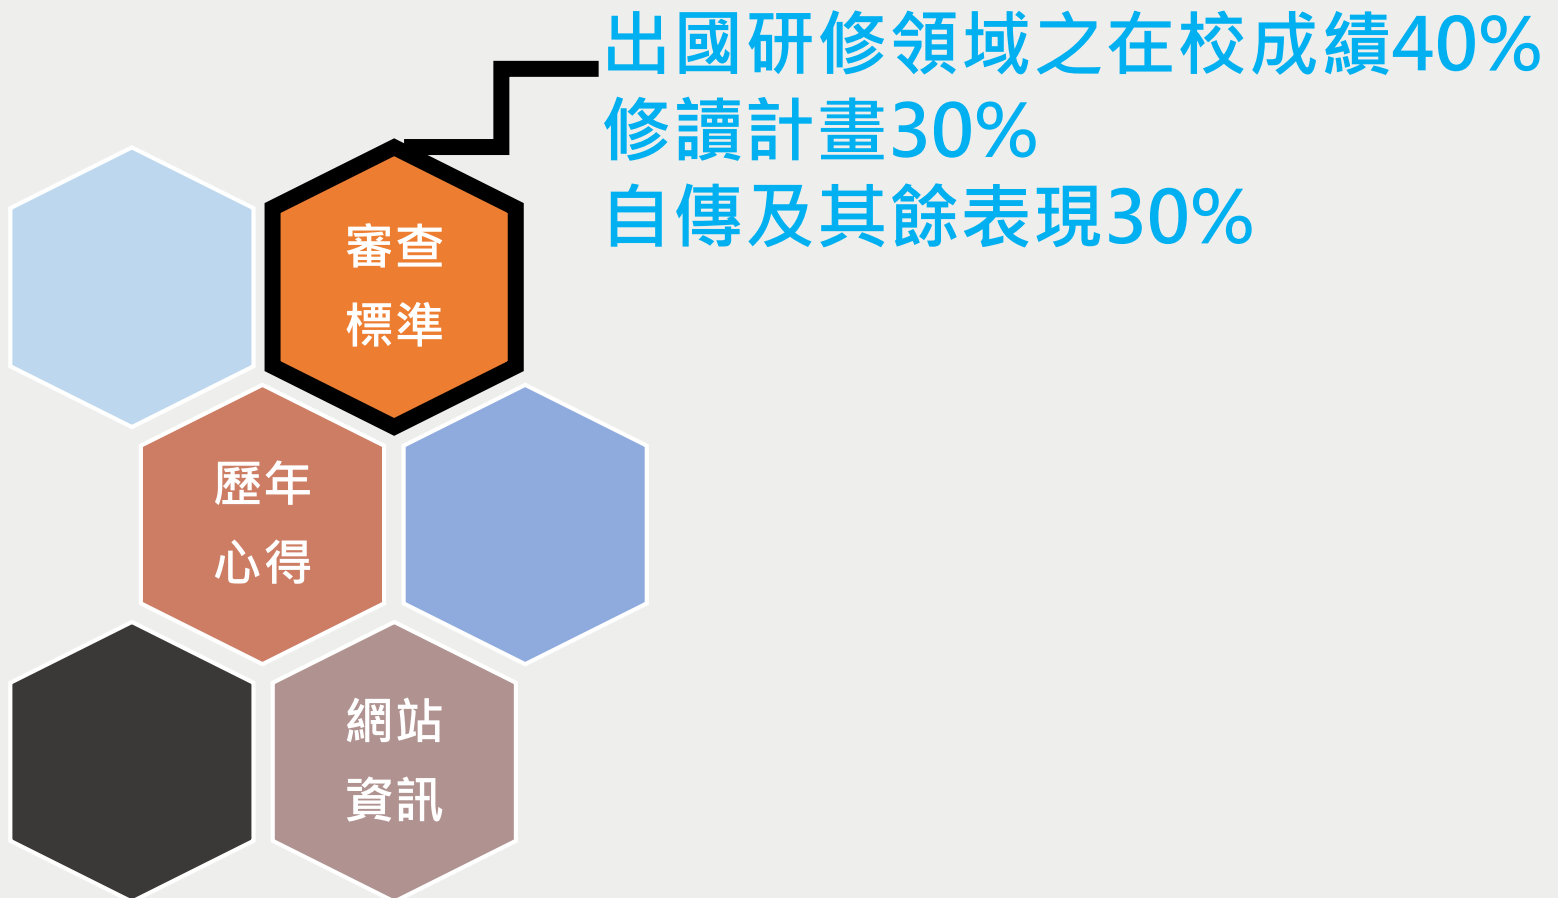 出國研修領域之在校成績40%
修讀計畫30%
自傳及其餘表現30%
審查
標準
歷年
心得
網站
資訊